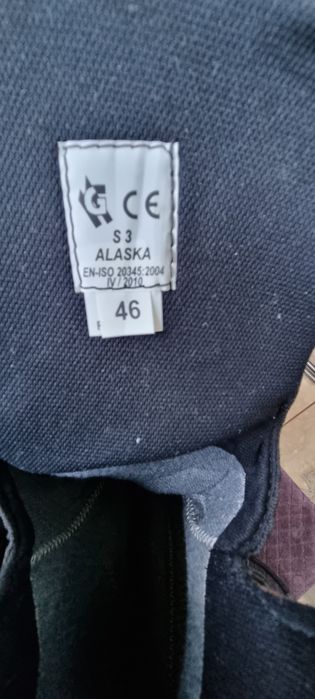 G CE
S 3
ALASKA
EN-ISO 20345:2004
IV / 2010
46